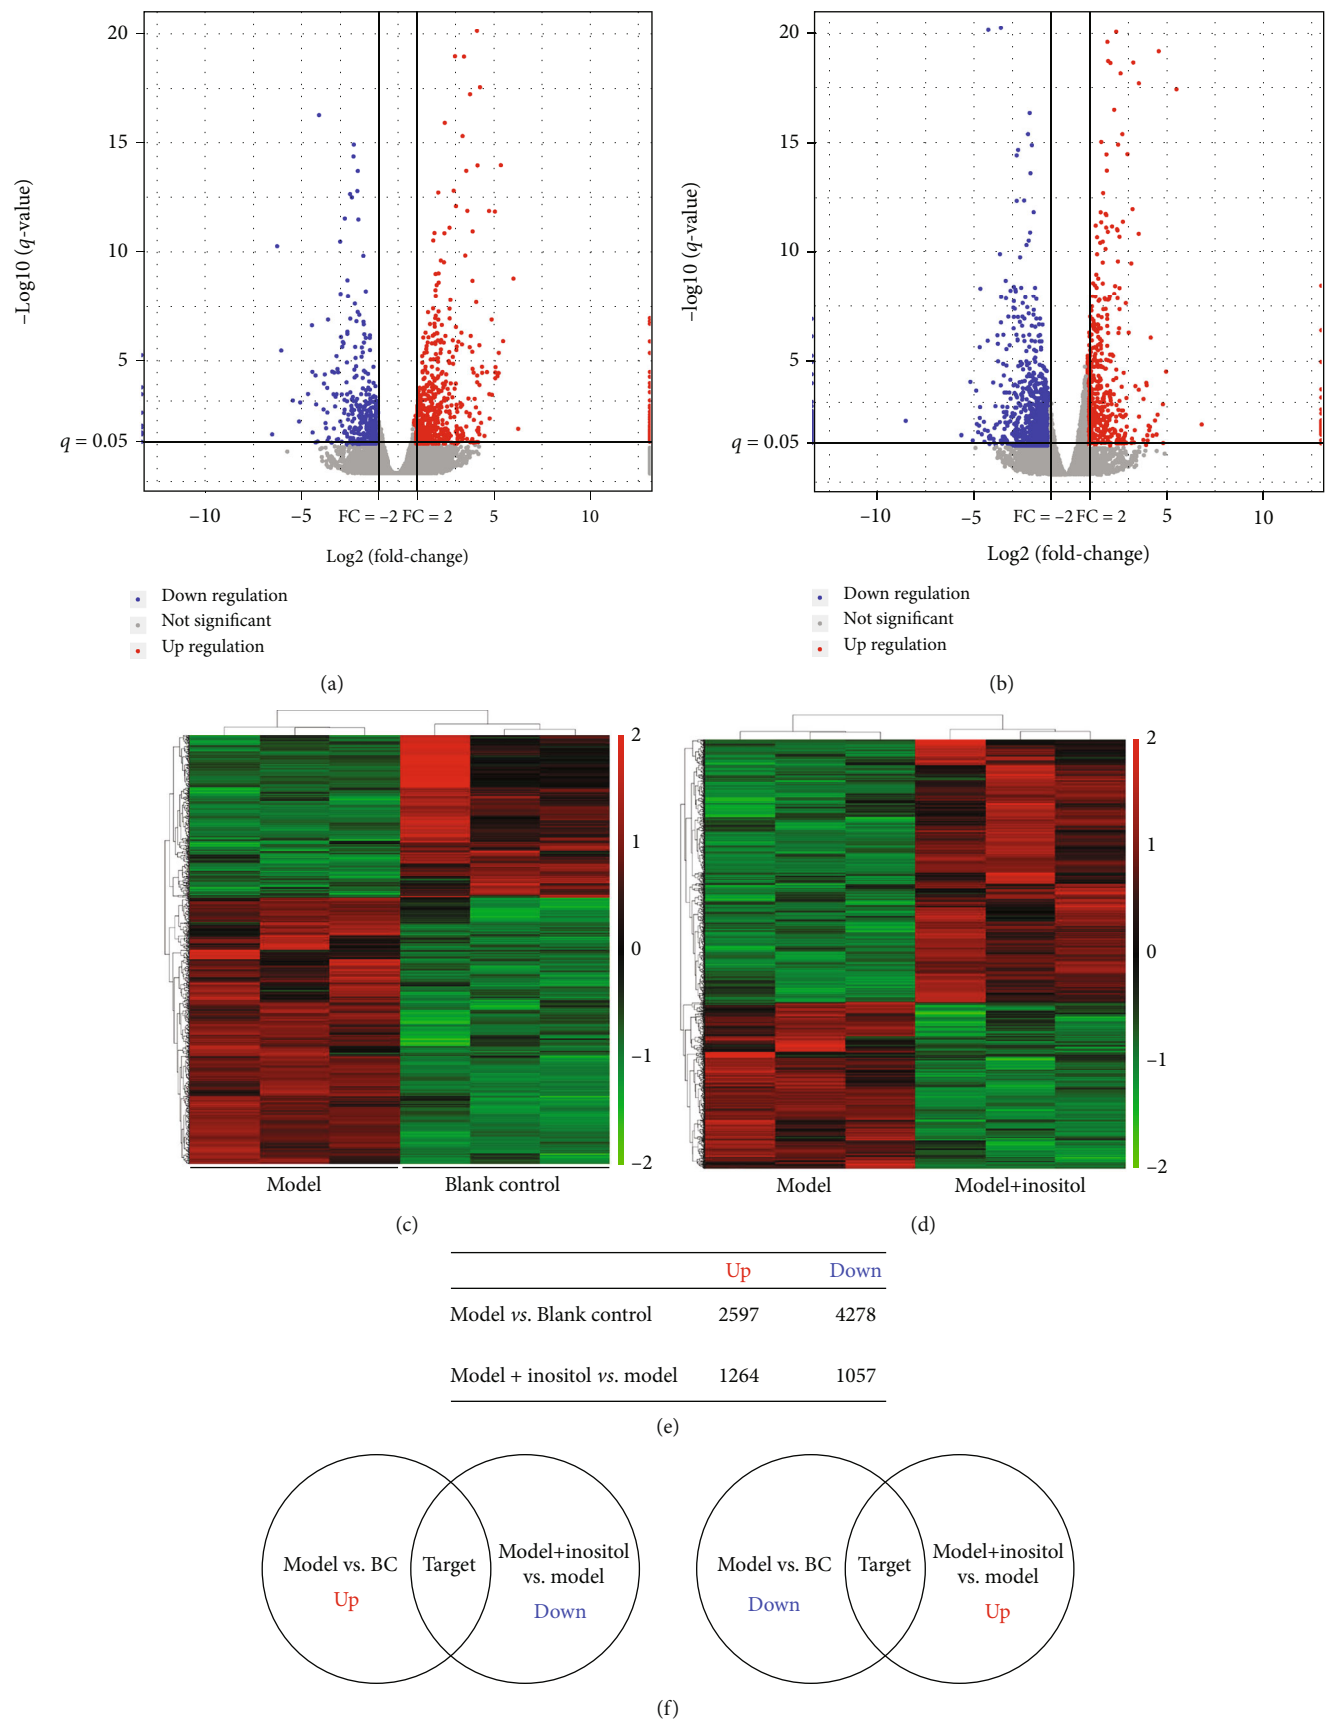 20
15
10
5
q = 0.05
–Log10 (q-value)
–10
–5
FC = –2
FC = 2
5
10
Log2 (fold-change)
Down regulation
Not significant
Up regulation
(a)
20
15
10
5
q = 0.05
–log10 (q-value)
–10
–5
FC = –2
FC = 2
5
10
Log2 (fold-change)
Down regulation
Not significant
Up regulation
(b)
2
1
0
–1
–2
Model
Blank control
(c)
2
1
0
–1
–2
Model
Model+inositol
(d)
Up Down
Model vs. Blank control 2597 4278
Model + inositol vs. model 1264 1057
(e)
Model vs. BC
Up
Target
Model+inositol
vs. model
Down
Model vs. BC
Down
Target
Model+inositol
vs. model
Up
(f)